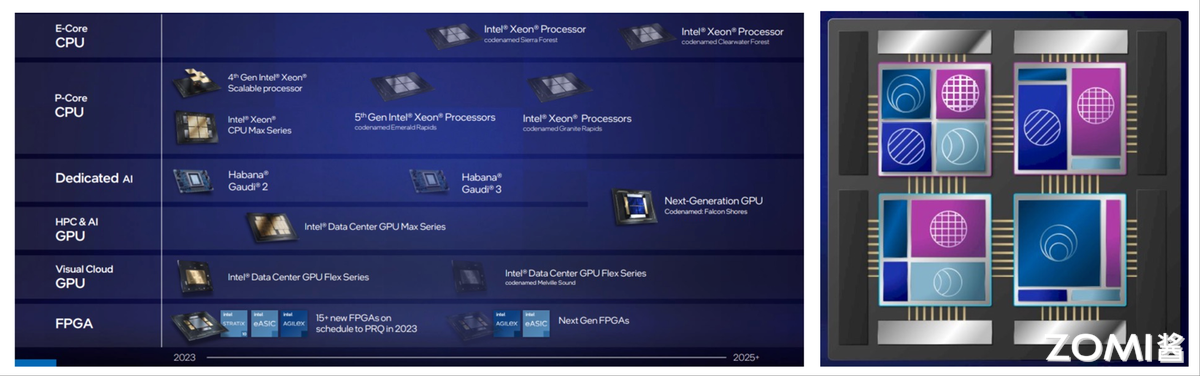 E-Core
CPU
Intel® Xeon® Processor
codenamed Sierra Forest
Intel® Xeon® Processor
codenamed Clearwater Forest
P-Core
CPU
4th Gen Intel® Xeon®
Scalable processor
Intel® Xeon®
CPU Max Series
5th Gen Intel® Xeon® Processors
codenamed Emerald Rapids
Intel® Xeon® Processors
codenamed Granite Rapids
Dedicated AI
Habana®
Gaudi® 2
Habana®
Gaudi® 3
Next-Generation GPU
Codenamed: Falcon Shores
HPC & AI
GPU
Intel® Data Center GPU Max Series
Visual Cloud
GPU
Intel® Data Center GPU Flex Series
Intel® Data Center GPU Flex Series
codenamed Melville Sound
FPGA
intel
STRATIX
intel
eASIC
intel
AGILEX
15+ new FPGAs on
schedule to PRQ in 2023
intel
AGILEX
intel
eASIC
Next Gen FPGAs
2023
2025+
ZOMI酱